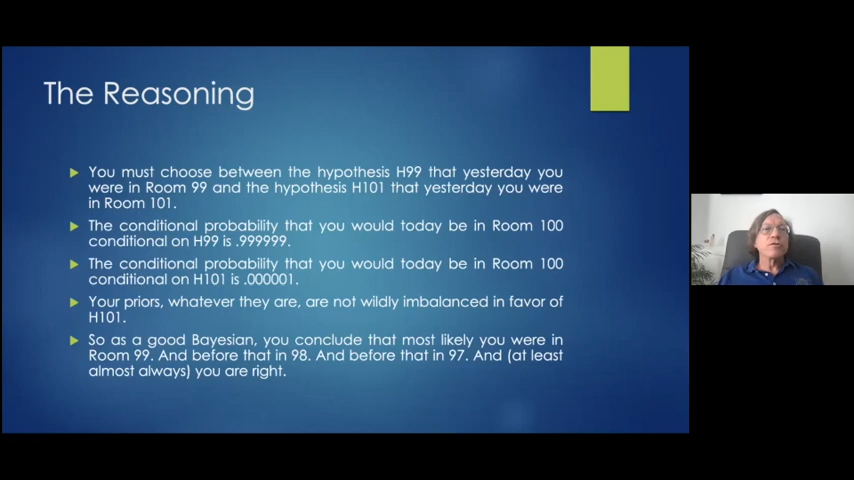 The Reasoning
You must choose between the hypothesis H99 that yesterday you
were in Room 99 and the hypothesis H101 that yesterday you were
in Room 101.
The conditional probability that you would today be in Room 100
conditional on H99 is .999999.
The conditional probability that you would today be in Room 100
conditional on H101 is .000001.
Your priors, whatever they are, are not wildly imbalanced in favor of
H101.
So as a good Bayesian, you conclude that most likely you were in
Room 99. And before that in 98. And before that in 97. And (at least
almost always) you are right.